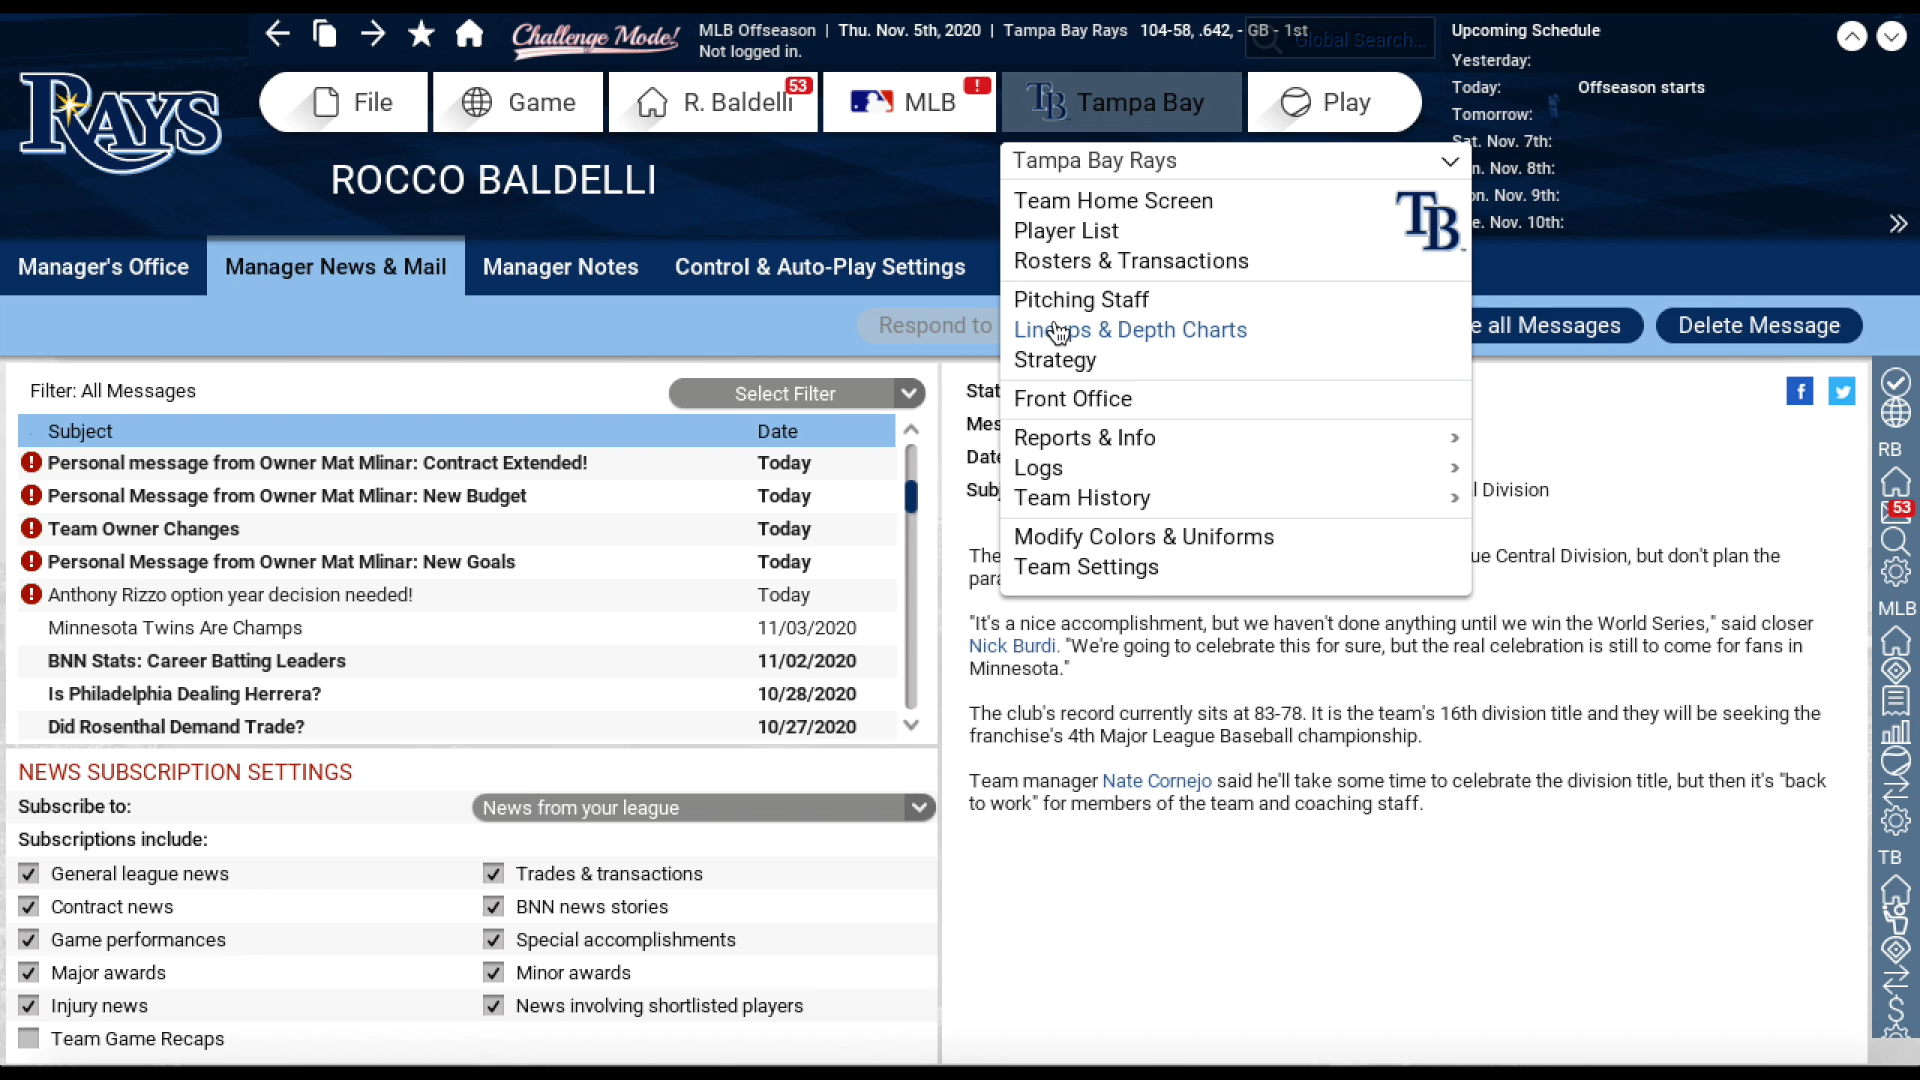 Challenge Mode!
MLB Offseason | Thu. Nov. 5th, 2020 | Tampa Bay Rays 104-58, .642, - GB - 1st
Not logged in.
Global Search...
Upcoming Schedule
Yesterday:
Today: Offseason starts
Tomorrow:
Sat. Nov. 7th:
n. Nov. 8th:
on. Nov. 9th:
e. Nov. 10th:
RAYS
File
Game
R. Baldelli
53
MLB
!
TB
Tampa Bay
Play
ROCCO BALDELLI
Tampa Bay Rays
Team Home Screen
Player List
Rosters & Transactions
TB
Pitching Staff
Lineups & Depth Charts
Strategy
Front Office
Reports & Info
Logs
Team History
Modify Colors & Uniforms
Team Settings
Manager's Office
Manager News & Mail
Manager Notes
Control & Auto-Play Settings
Respond to
e all Messages
Delete Message
Filter: All Messages
Select Filter
Subject Date
Personal message from Owner Mat Mlinar: Contract Extended! Today
Personal Message from Owner Mat Mlinar: New Budget Today
Team Owner Changes Today
Personal Message from Owner Mat Mlinar: New Goals Today
Anthony Rizzo option year decision needed! Today
Minnesota Twins Are Champs 11/03/2020
BNN Stats: Career Batting Leaders 11/02/2020
Is Philadelphia Dealing Herrera? 10/28/2020
Did Rosenthal Demand Trade? 10/27/2020
NEWS SUBSCRIPTION SETTINGS
Subscribe to: News from your league
Subscriptions include:
General league news Trades & transactions
Contract news BNN news stories
Game performances Special accomplishments
Major awards Minor awards
Injury news News involving shortlisted players
Team Game Recaps
Stat
Mes
Date
Subj l Division
The ue Central Division, but don't plan the
para
"It's a nice accomplishment, but we haven't done anything until we win the World Series," said closer
Nick Burdi. "We're going to celebrate this for sure, but the real celebration is still to come for fans in
Minnesota."
The club's record currently sits at 83-78. It is the team's 16th division title and they will be seeking the
franchise's 4th Major League Baseball championship.
Team manager Nate Cornejo said he'll take some time to celebrate the division title, but then it's "back
to work" for members of the team and coaching staff.
RB
53
MLB
TB